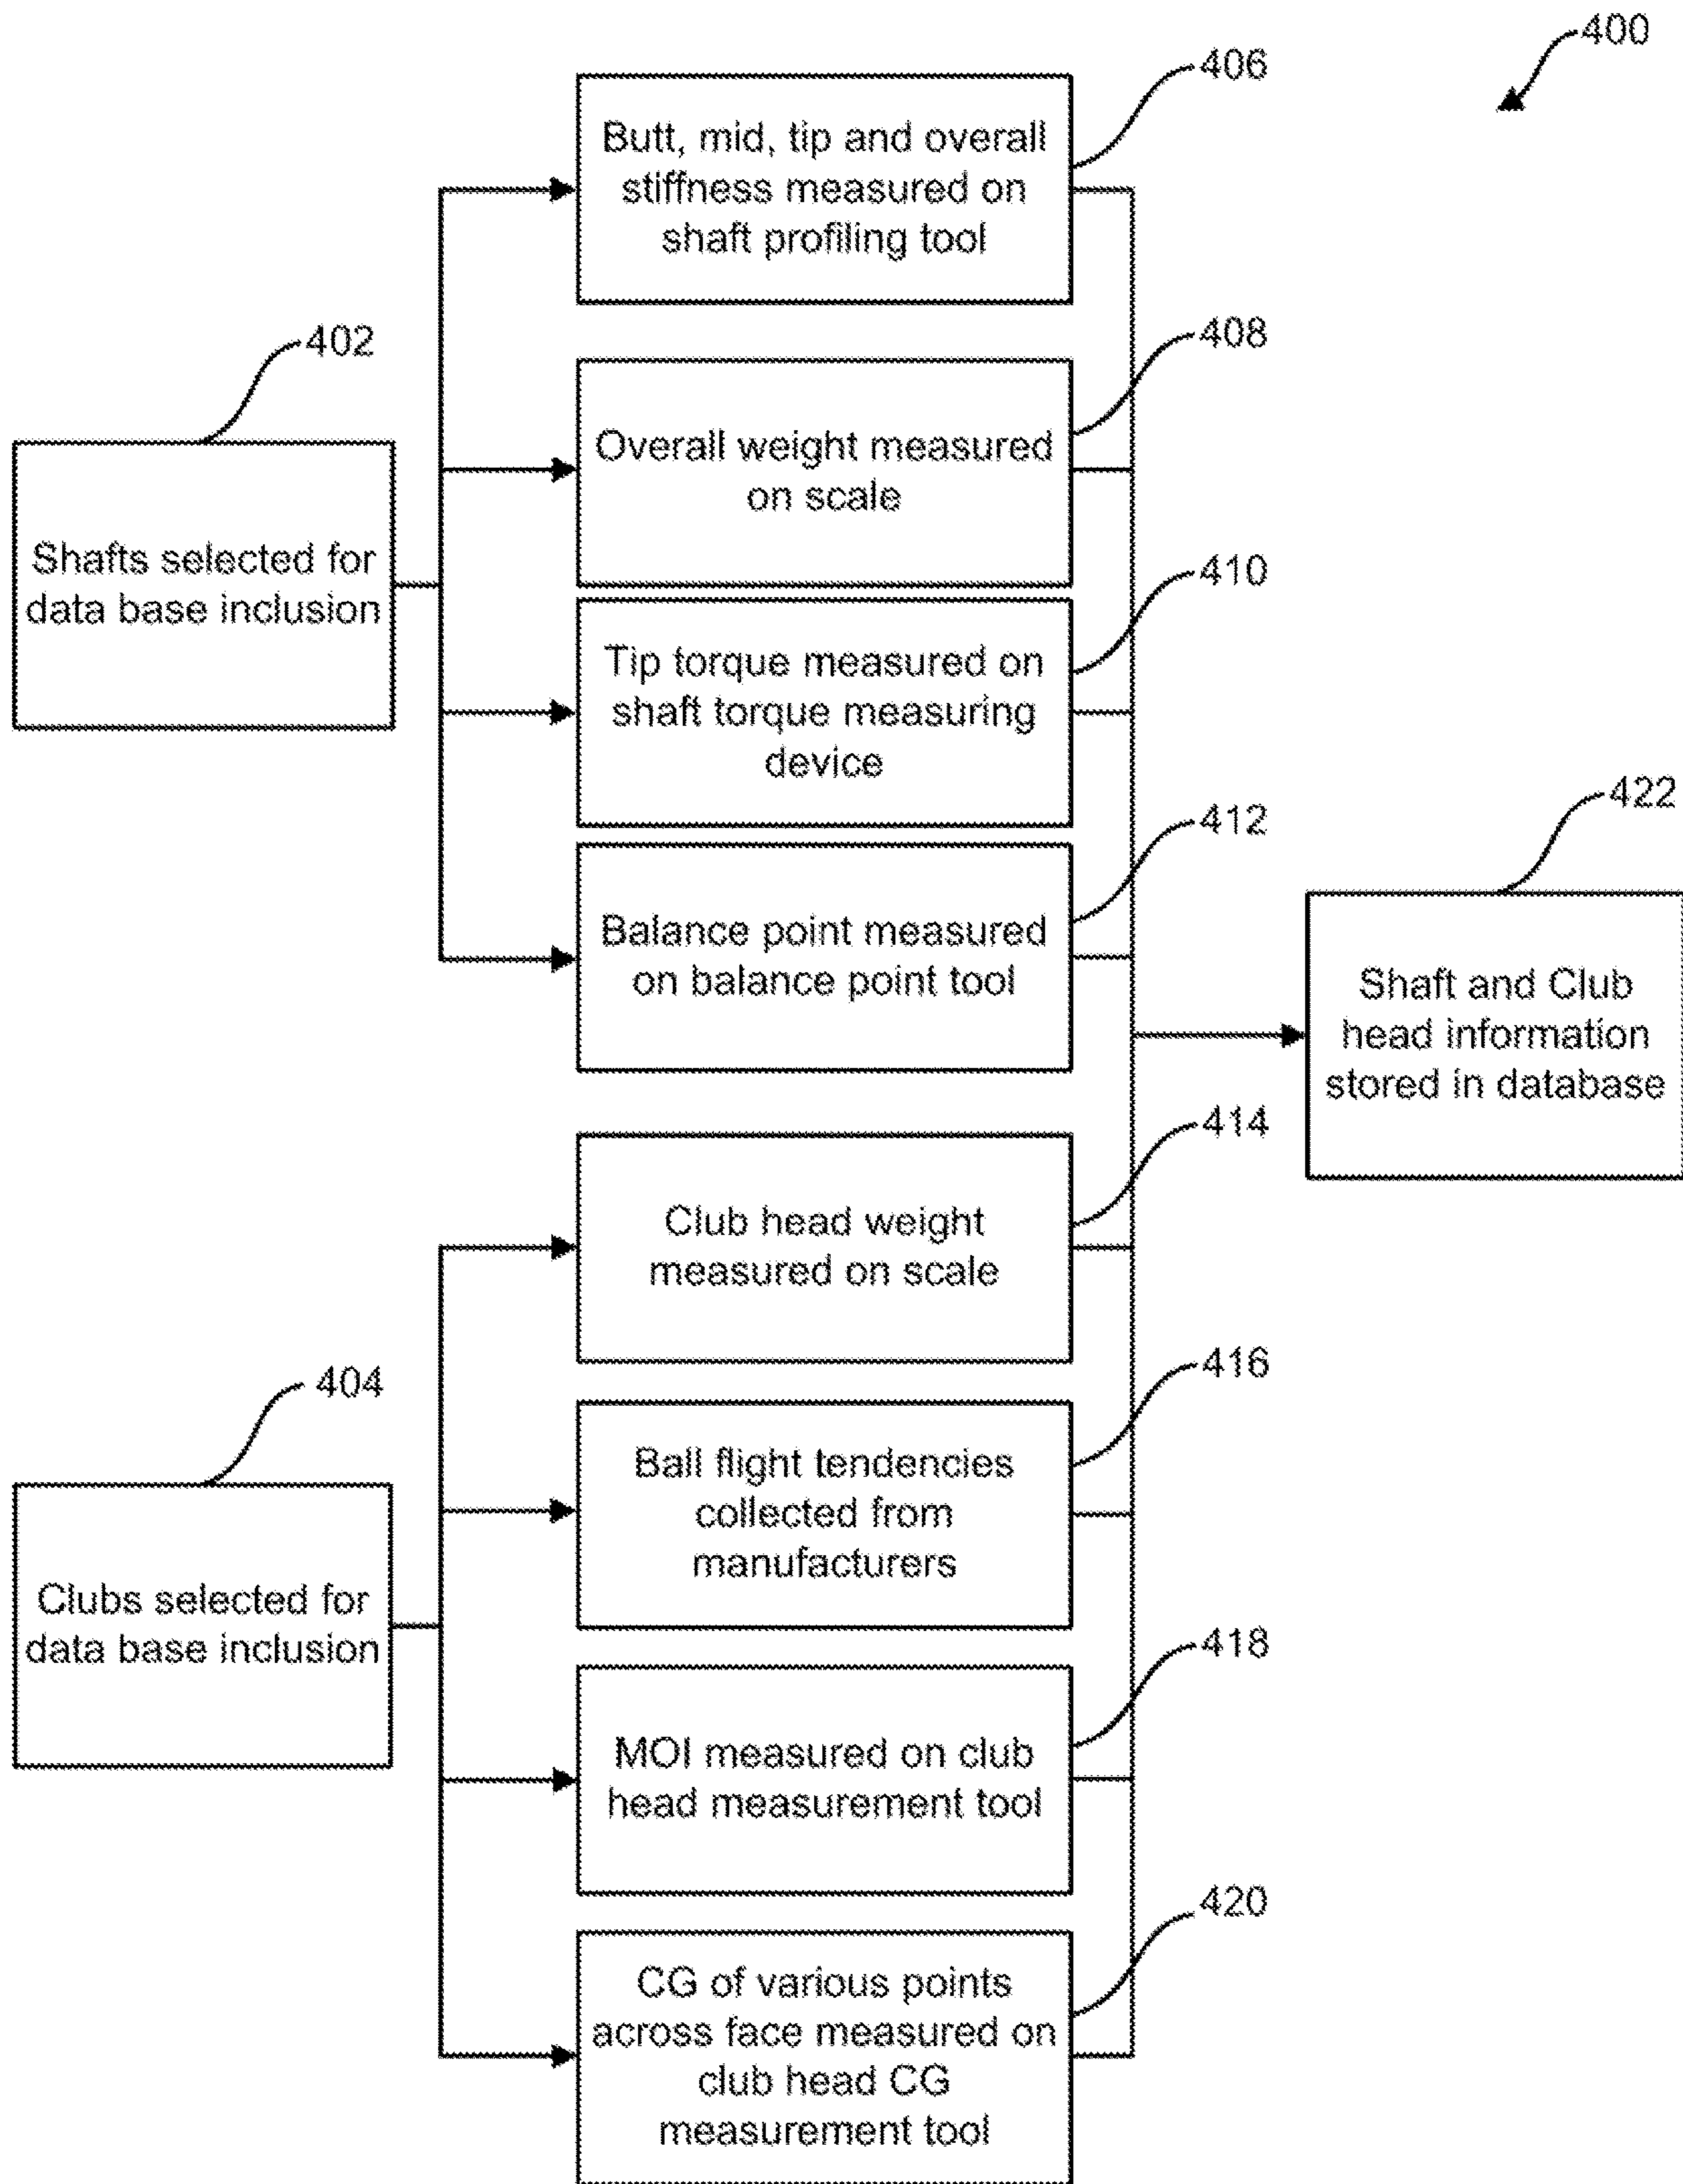 400
406
Butt, mid, tip and overall
stiffness measured on
shaft profiling tool
402
Shafts selected for
data base inclusion
408
Overall weight measured
on scale
410
Tip torque measured on
shaft torque measuring
device
412
Balance point measured
on balance point tool
422
Shaft and Club
head information
stored in database
414
Club head weight
measured on scale
404
Clubs selected for
data base inclusion
416
Ball flight tendencies
collected from
manufacturers
418
MOI measured on club
head measurement tool
420
CG of various points
across face measured on
club head CG
measurement tool